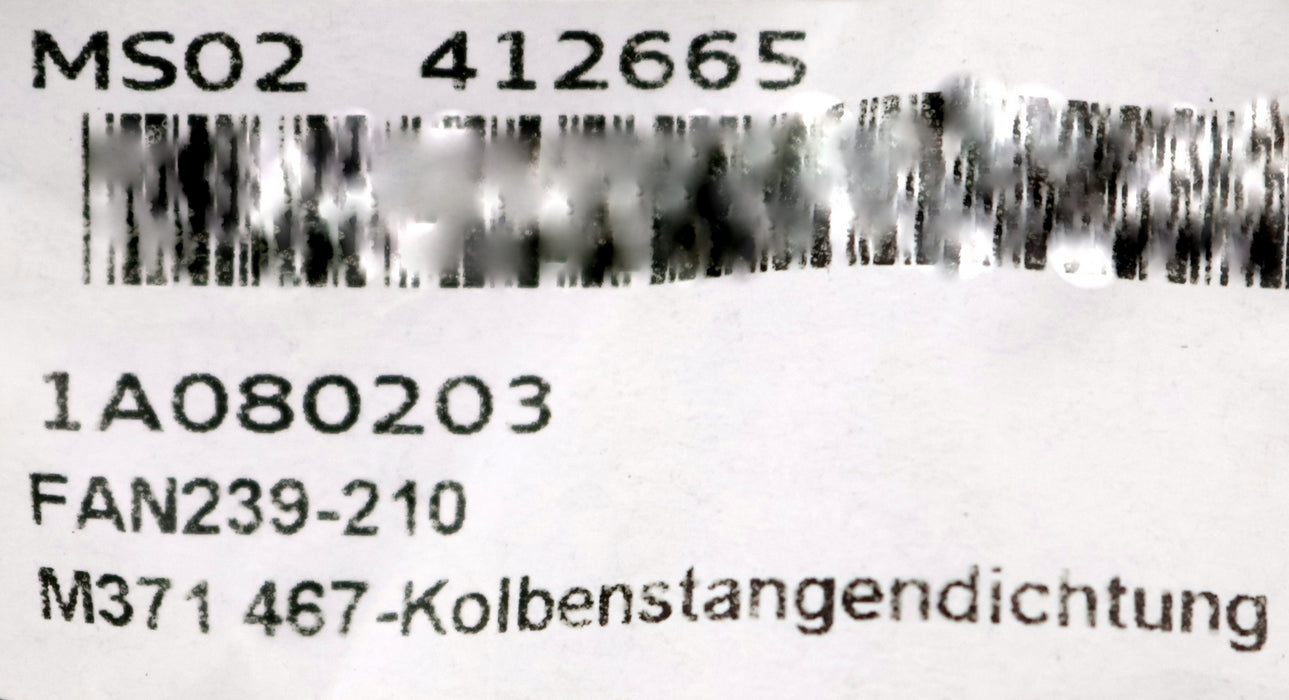 MS02 412665
1A080203
FAN239-210
M371 467-Kolbenstangendichtung